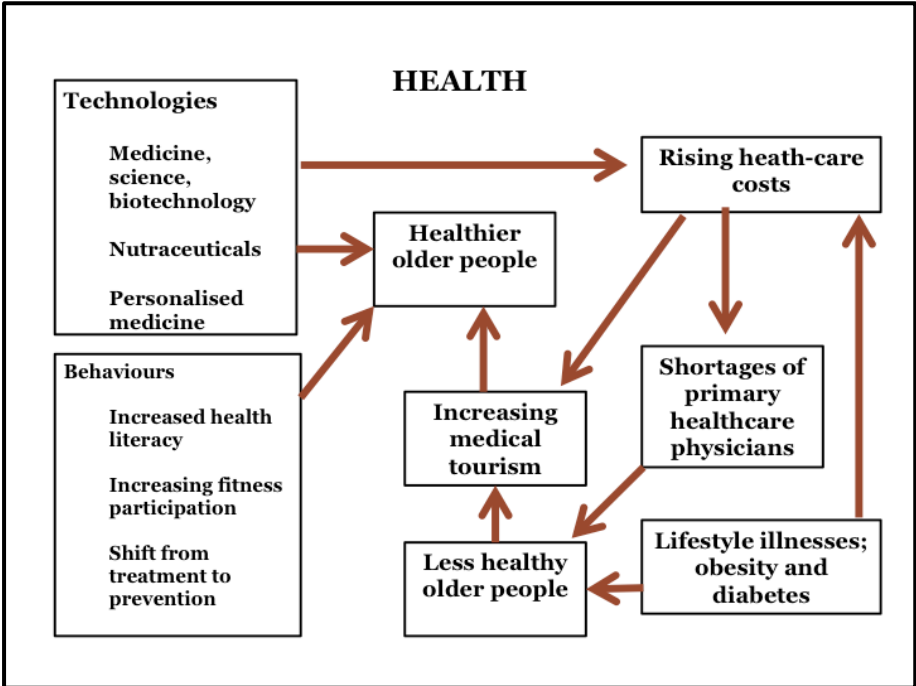 HEALTH
Technologies
Medicine,
science,
biotechnology
Nutraceuticals
Personalised
medicine
Behaviours
Increased health
literacy
Increasing fitness
participation
Shift from
treatment to
prevention
Healthier
older people
Increasing
medical
tourism
Less healthy
older people
Rising heath-care
costs
Shortages of
primary
healthcare
physicians
Lifestyle illnesses;
obesity and
diabetes